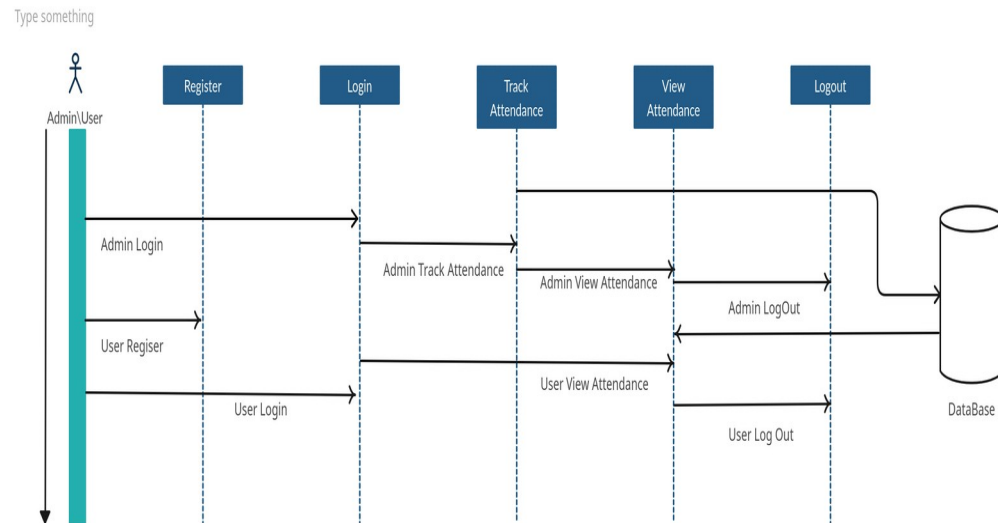 Type something
Admin\User
Register
Login
Track
Attendance
View
Attendance
Logout
Admin Login
Admin Track Attendance
Admin View Attendance
Admin LogOut
User Regiser
User View Attendance
User Login
User Log Out
DataBase